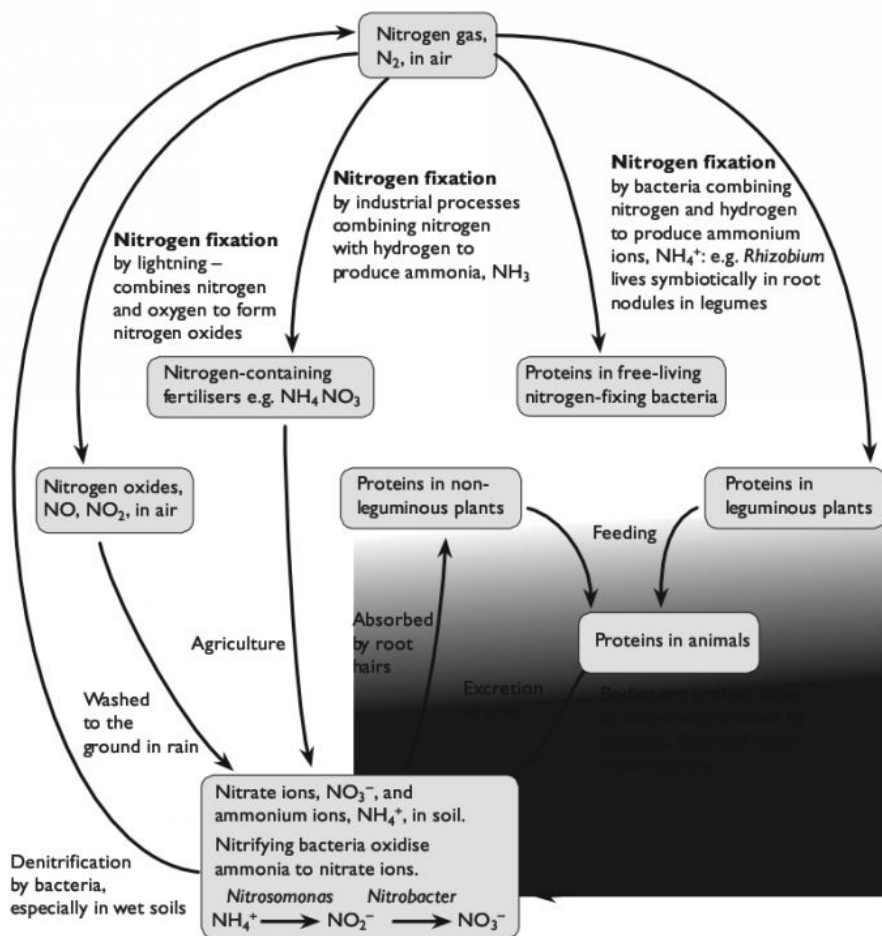 Nitrogen gas,
N₂, in air
Nitrogen fixation
by lightning –
combines nitrogen
and oxygen to form
nitrogen oxides
Nitrogen fixation
by industrial processes
combining nitrogen
with hydrogen to
produce ammonia, NH₃
Nitrogen fixation
by bacteria combining
nitrogen and hydrogen
to produce ammonium
ions, NH₄⁺: e.g. Rhizobium
lives symbiotically in root
nodules in legumes
Nitrogen-containing
fertilisers e.g. NH₄NO₃
Proteins in free-living
nitrogen-fixing bacteria
Nitrogen oxides,
NO, NO₂, in air
Proteins in non-
leguminous plants
Proteins in
leguminous plants
Feeding
Agriculture
Absorbed
by root
hairs
Proteins in animals
Washed
to the
ground in rain
Excretion
Nitrate ions, NO₃⁻, and
ammonium ions, NH₄⁺, in soil.
Nitrifying bacteria oxidise
ammonia to nitrate ions.
Nitrosomonas Nitrobacter
NH₄⁺ → NO₂⁻ → NO₃⁻
Denitrification
by bacteria,
especially in wet soils